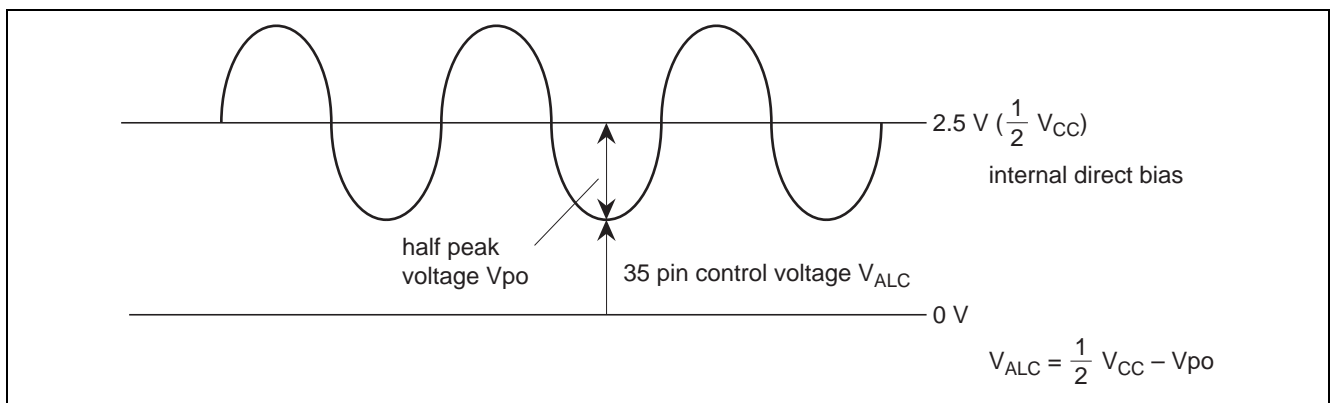 2.5 V (1/2 VCC)
internal direct bias
half peak
voltage Vpo
35 pin control voltage VALC
0 V
VALC = 1/2 VCC – Vpo